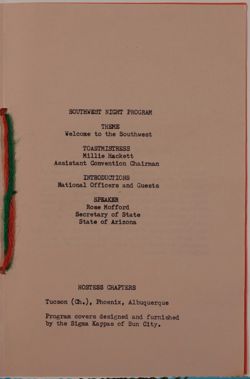 SOUTHWEST NIGHT PROGRAM
THEME
Welcome to the Southwest
TOASTMISTRESS
Millie Hackett
Assistant Convention Chairman
INTRODUCTIONS
National Officers and Guests
SPEAKER
Rose Mofford
Secretary of State
State of Arizona
HOSTESS CHAPTERS
Tucson (Ch.), Phoenix, Albuquerque
Program covers designed and furnished
by the Sigma Kappas of Sun City.